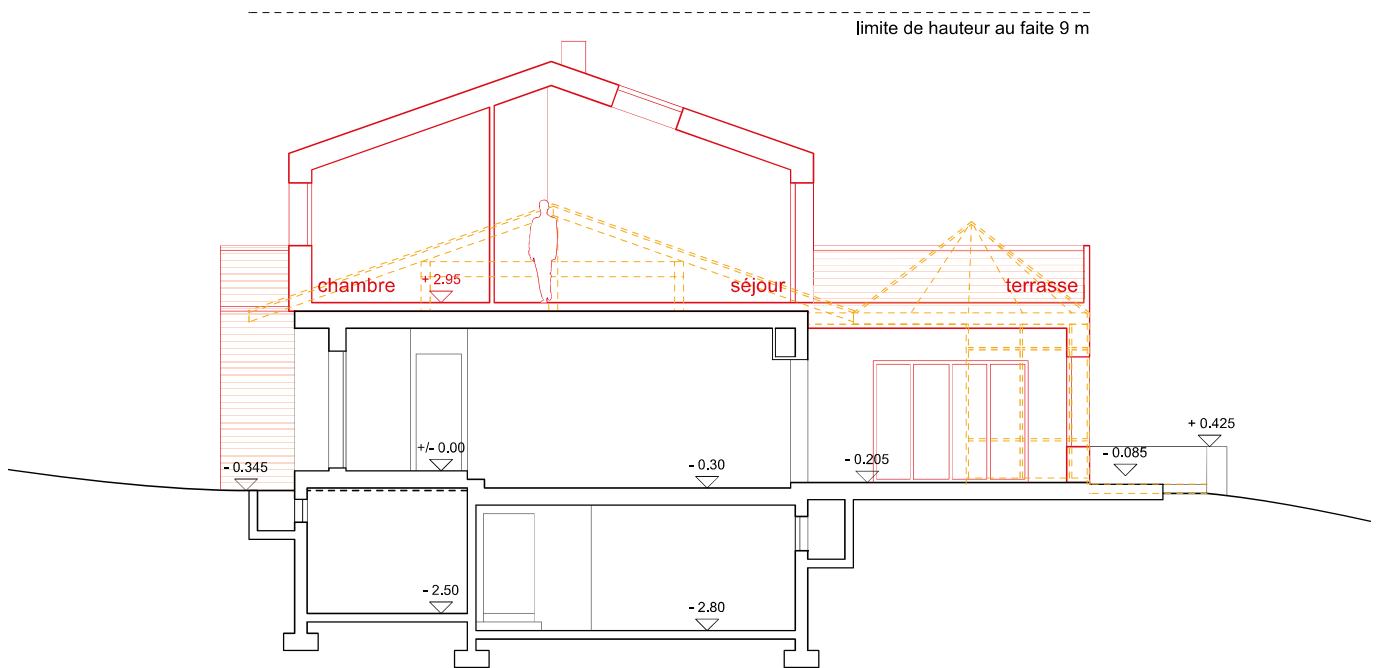 limite de hauteur au faite 9 m
chambre
+ 2.95
séjour
terrasse
+/- 0.00
+ 0.425
- 0.345
- 0.30
- 0.205
- 0.085
- 2.50
- 2.80